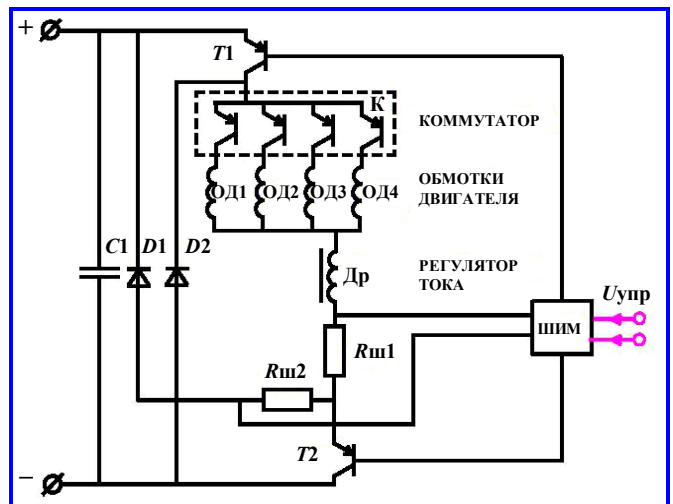 +
T1
К
КОММУТАТОР
ОД1 ОД2 ОД3 ОД4
ОБМОТКИ
ДВИГАТЕЛЯ
C1 D1 D2
Др
РЕГУЛЯТОР
ТОКА
Uупр
ШИМ
Rш1
Rш2
T2
−